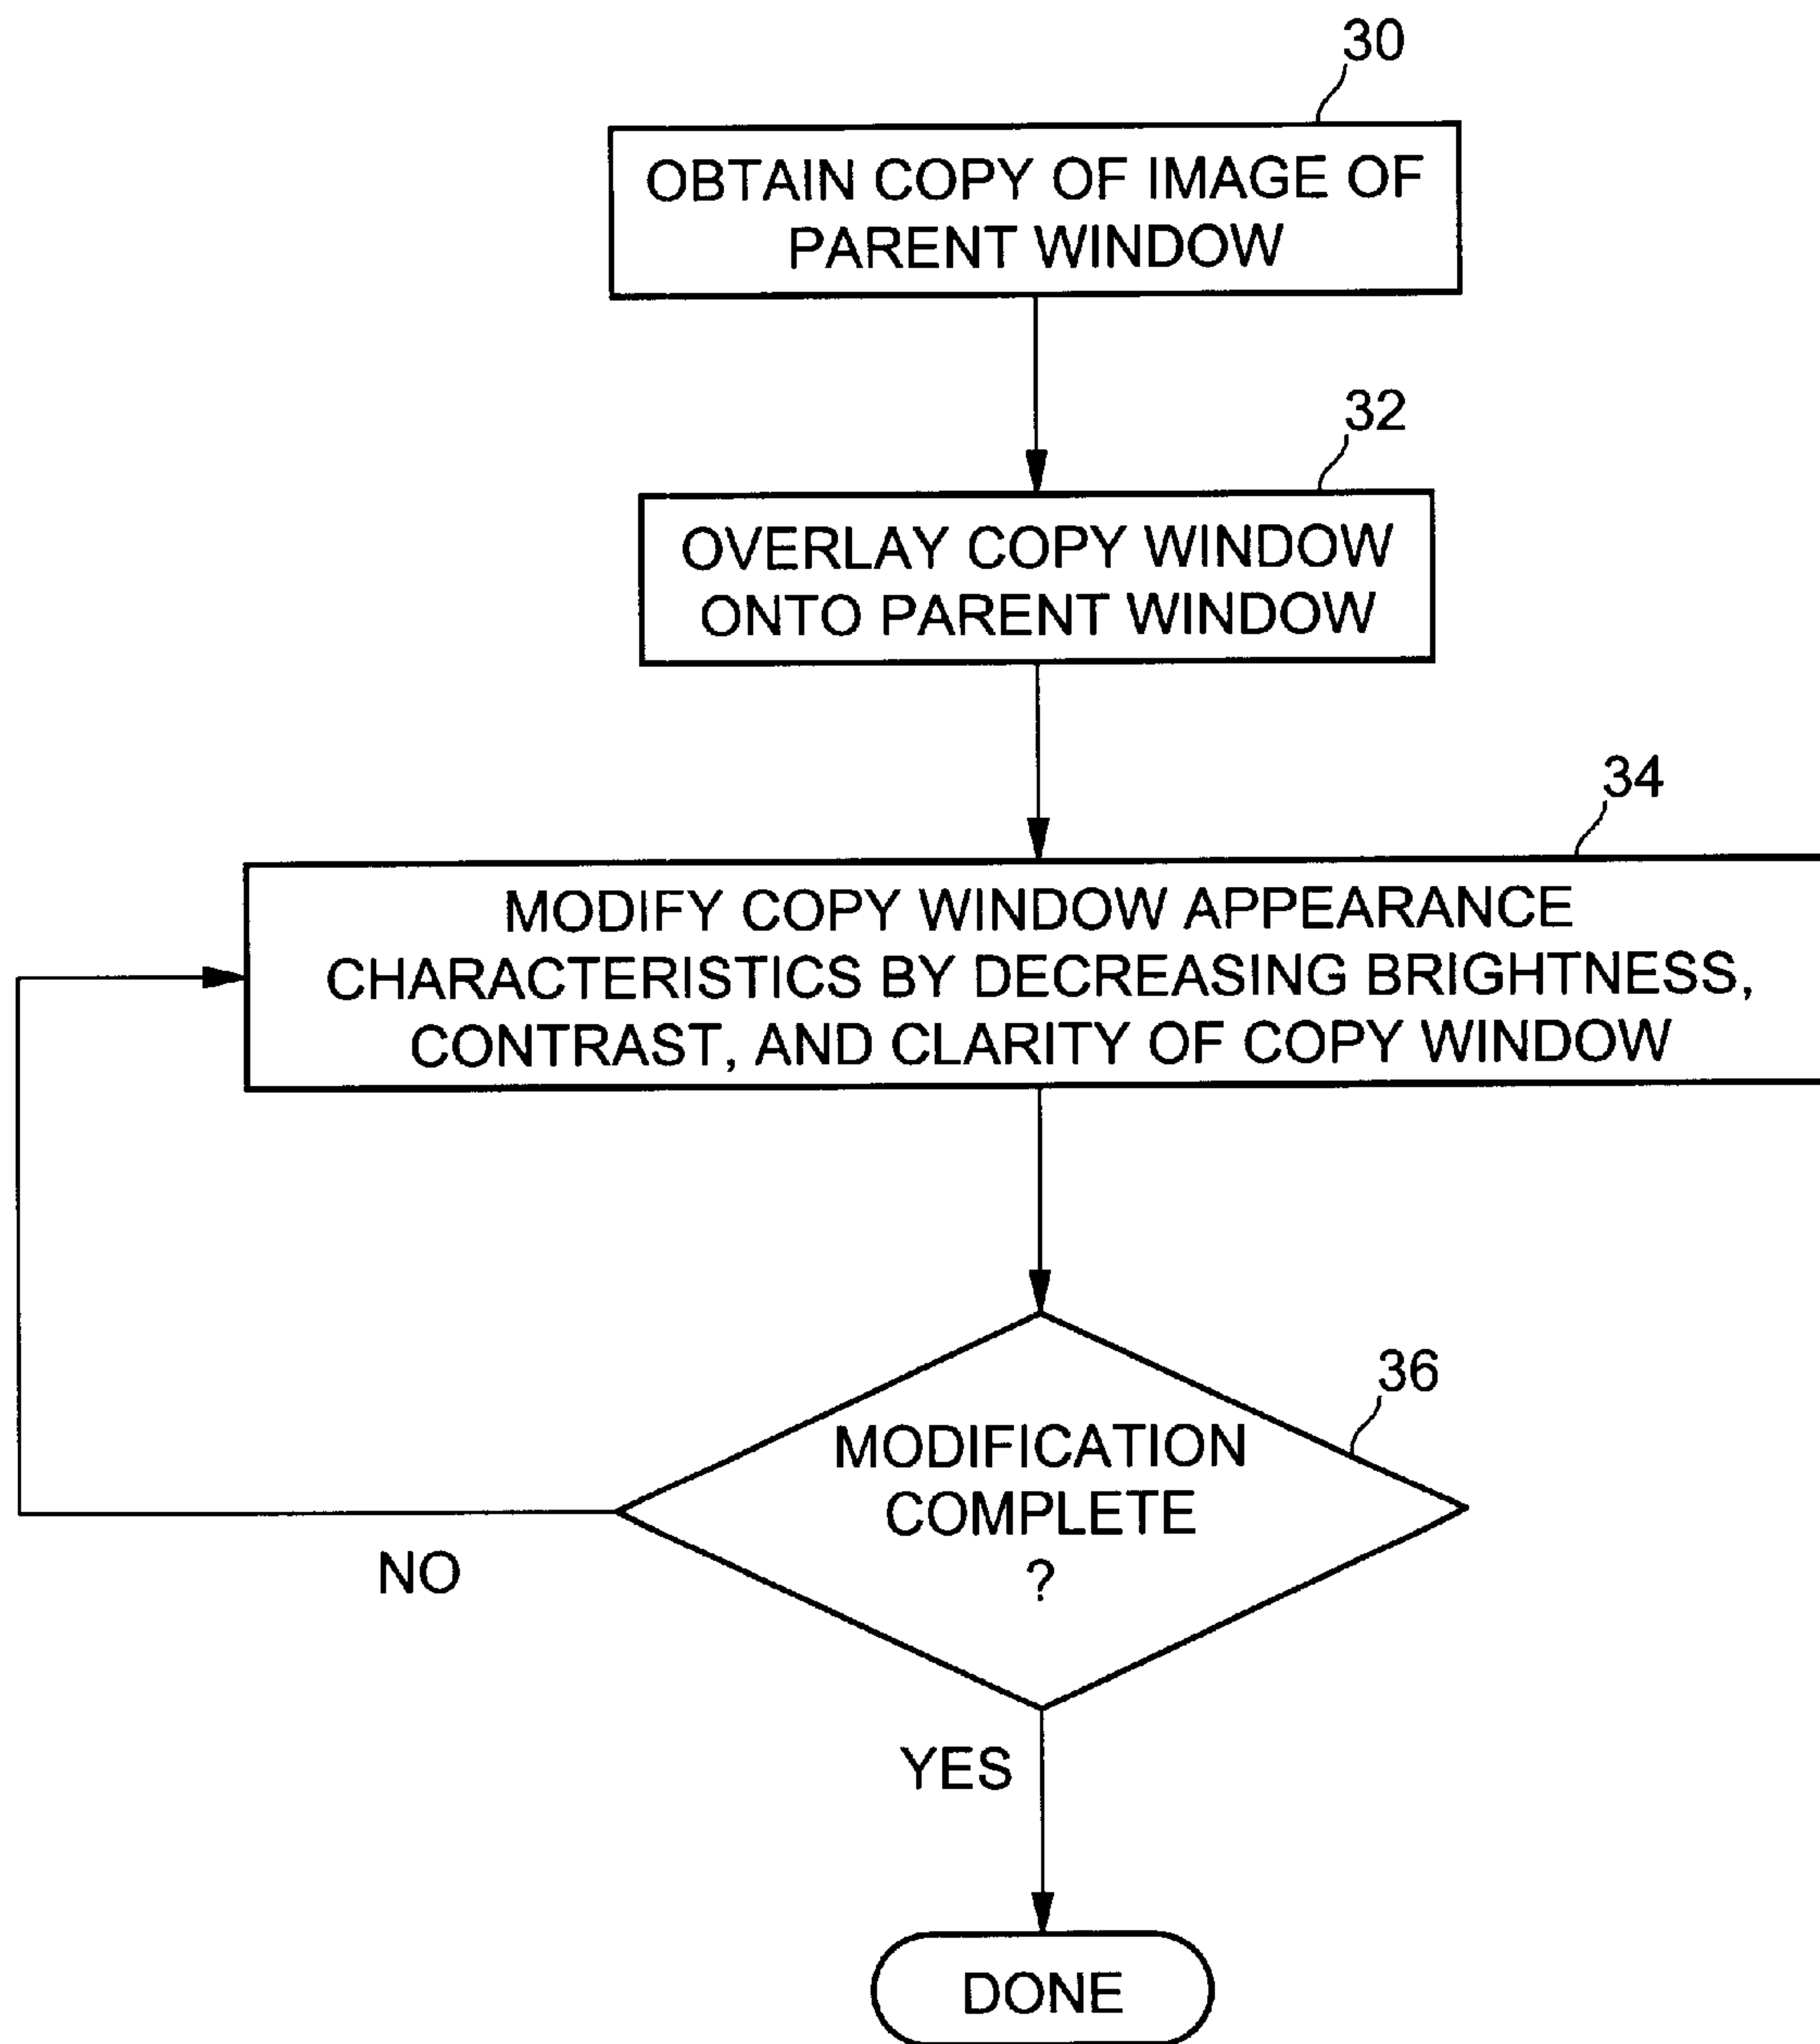 30
OBTAIN COPY OF IMAGE OF
PARENT WINDOW
32
OVERLAY COPY WINDOW
ONTO PARENT WINDOW
34
MODIFY COPY WINDOW APPEARANCE
CHARACTERISTICS BY DECREASING BRIGHTNESS,
CONTRAST, AND CLARITY OF COPY WINDOW
36
MODIFICATION
COMPLETE
?
NO
YES
DONE